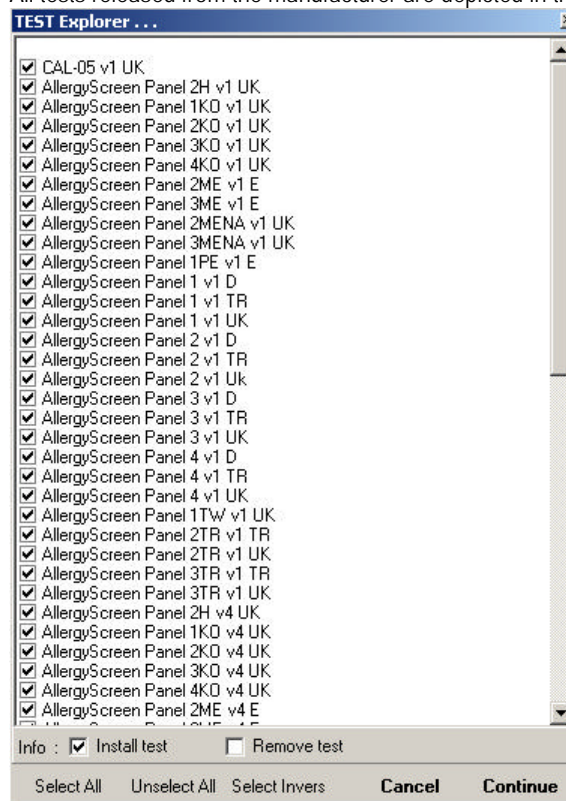 All tests released from the manufacturer are depicted in
TEST Explorer . . .
CAL-05 v1 UK
AllergyScreen Panel 2H v1 UK
AllergyScreen Panel 1KO v1 UK
AllergyScreen Panel 2KO v1 UK
AllergyScreen Panel 3KO v1 UK
AllergyScreen Panel 4KO v1 UK
AllergyScreen Panel 2ME v1 E
AllergyScreen Panel 3ME v1 E
AllergyScreen Panel 2MENA v1 UK
AllergyScreen Panel 3MENA v1 UK
AllergyScreen Panel 1PE v1 E
AllergyScreen Panel 1 v1 D
AllergyScreen Panel 1 v1 TR
AllergyScreen Panel 1 v1 UK
AllergyScreen Panel 2 v1 D
AllergyScreen Panel 2 v1 TR
AllergyScreen Panel 2 v1 Uk
AllergyScreen Panel 3 v1 D
AllergyScreen Panel 3 v1 TR
AllergyScreen Panel 3 v1 UK
AllergyScreen Panel 4 v1 D
AllergyScreen Panel 4 v1 TR
AllergyScreen Panel 4 v1 UK
AllergyScreen Panel 1TW v1 UK
AllergyScreen Panel 2TR v1 TR
AllergyScreen Panel 2TR v1 UK
AllergyScreen Panel 3TR v1 TR
AllergyScreen Panel 3TR v1 UK
AllergyScreen Panel 2H v4 UK
AllergyScreen Panel 1KO v4 UK
AllergyScreen Panel 2KO v4 UK
AllergyScreen Panel 3KO v4 UK
AllergyScreen Panel 4KO v4 UK
AllergyScreen Panel 2ME v4 E
Info : Install test Remove test
Select All Unselect All Select Invers Cancel Continue